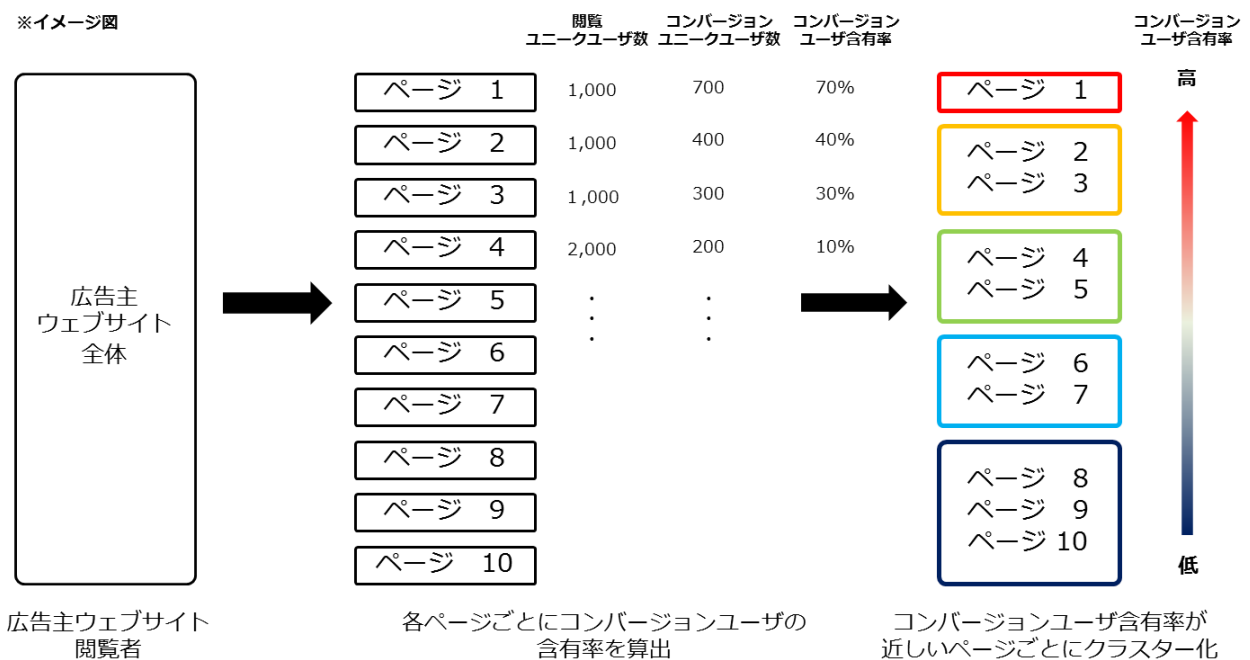 ※イメージ図
閲覧
ユニークユーザ数
コンバージョン
ユニークユーザ数
コンバージョン
ユーザ含有率
コンバージョン
ユーザ含有率
広告主
ウェブサイト
全体
ページ 1 1,000 700 70%
ページ 2 1,000 400 40%
ページ 3 1,000 300 30%
ページ 4 2,000 200 10%
ページ 5 ・ ・
・ ・
・ ・
ページ 6
ページ 7
ページ 8
ページ 9
ページ 10
ページ 1
ページ 2
ページ 3
ページ 4
ページ 5
ページ 6
ページ 7
ページ 8
ページ 9
ページ 10
高
低
広告主ウェブサイト
閲覧者
各ページごとにコンバージョンユーザの
含有率を算出
コンバージョンユーザ含有率が
近しいページごとにクラスター化